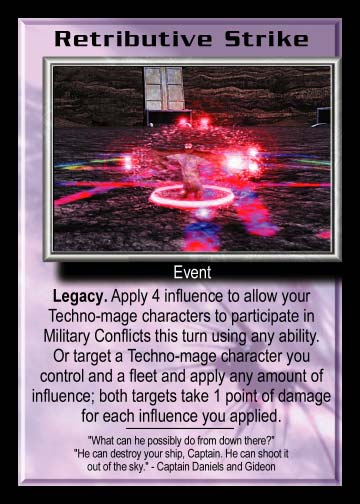 Retributive Strike
Event
Legacy. Apply 4 influence to allow your
Techno-mage characters to participate in
Military Conflicts this turn using any ability.
Or target a Techno-mage character you
control and a fleet and apply any amount of
influence; both targets take 1 point of damage
for each influence you applied.
"What can he possibly do from down there?"
"He can destroy your ship, Captain. He can shoot it
out of the sky." - Captain Daniels and Gideon